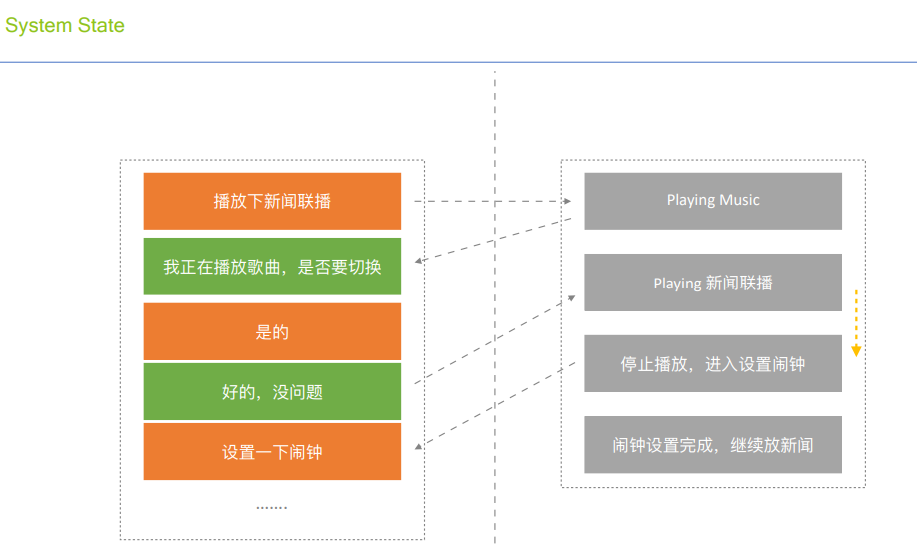 System State
播放下新闻联播
我正在播放歌曲，是否要切换
是的
好的，没问题
设置一下闹钟
.......
Playing Music
Playing 新闻联播
停止播放，进入设置闹钟
闹钟设置完成，继续放新闻